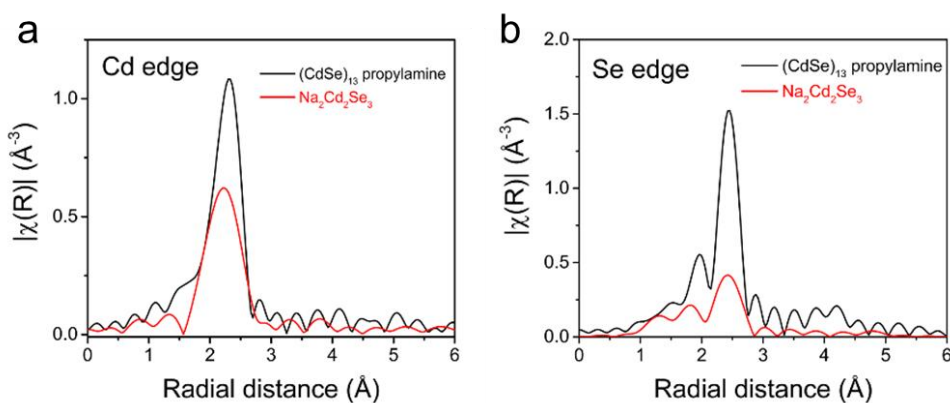 a
Cd edge
(CdSe)₁₃ propylamine
Na₂Cd₂Se₃
|χ(R)| (Å⁻³)
1.0
0.5
0.0
0 1 2 3 4 5 6
Radial distance (Å)
b
Se edge
(CdSe)₁₃ propylamine
Na₂Cd₂Se₃
|χ(R)| (Å⁻³)
2.0
1.5
1.0
0.5
0.0
0 1 2 3 4 5 6
Radial distance (Å)